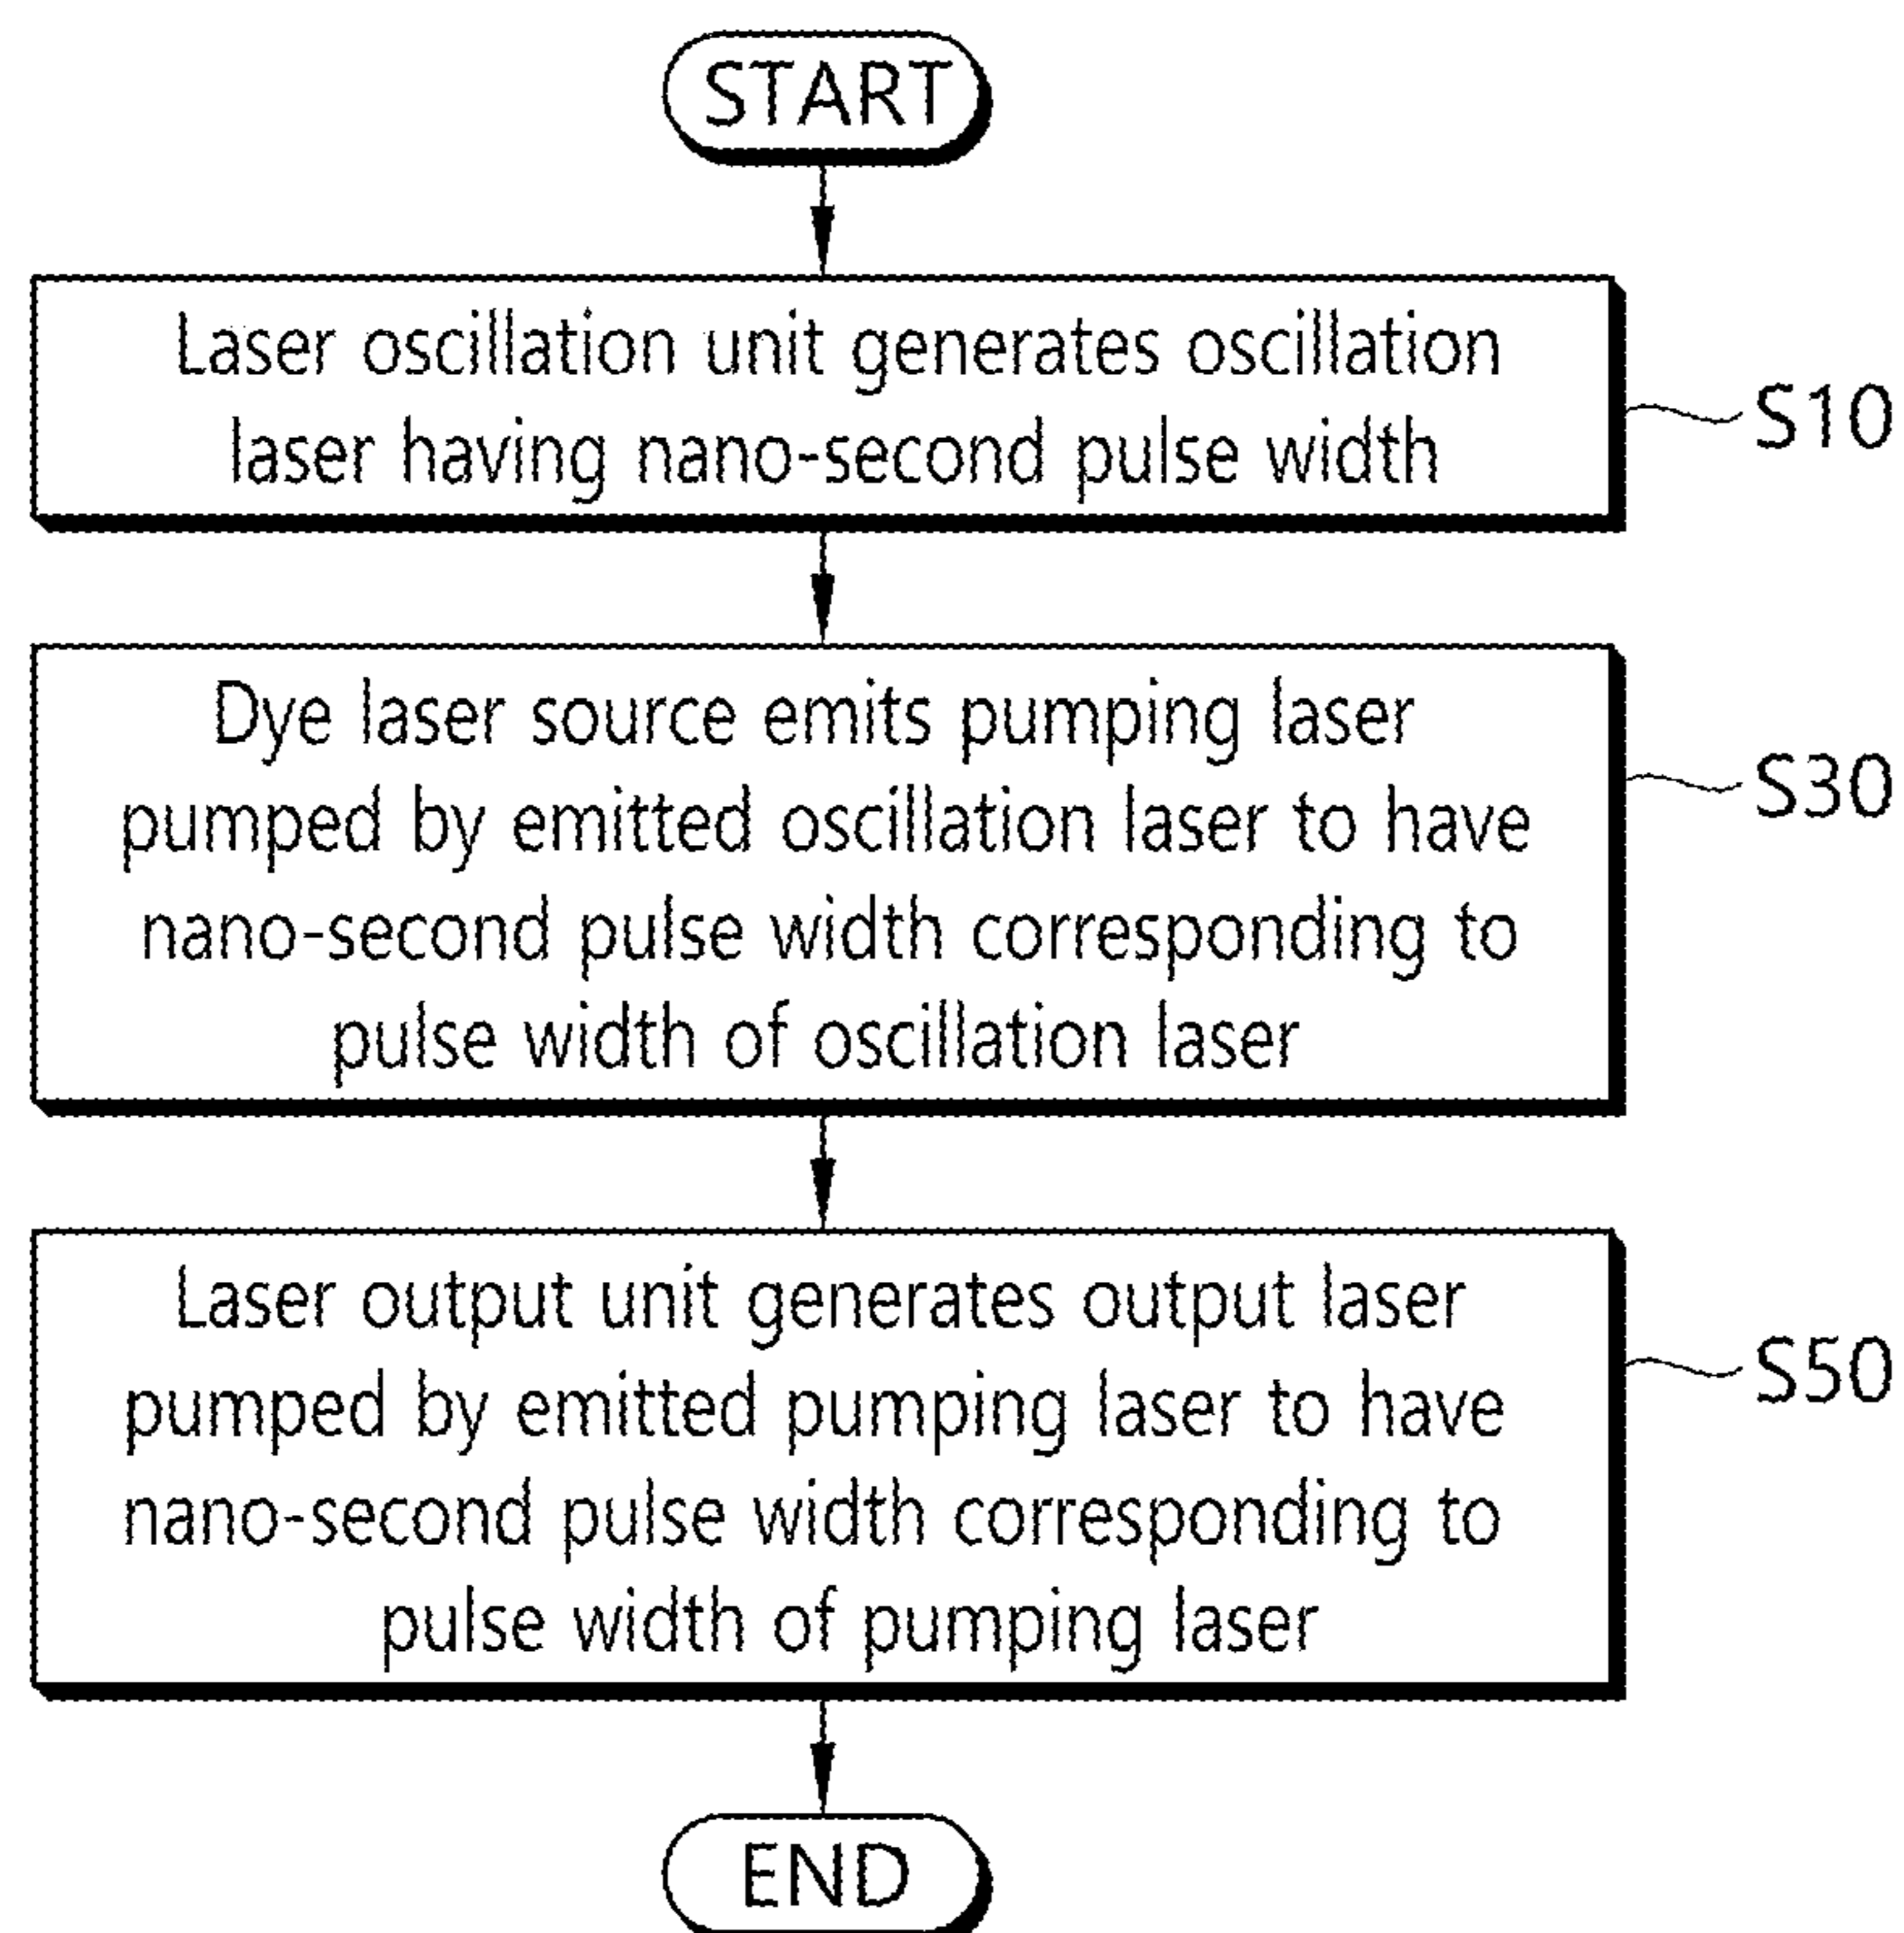 START
Laser oscillation unit generates oscillation
laser having nano-second pulse width
S10
Dye laser source emits pumping laser
pumped by emitted oscillation laser to have
nano-second pulse width corresponding to
pulse width of oscillation laser
S30
Laser output unit generates output laser
pumped by emitted pumping laser to have
nano-second pulse width corresponding to
pulse width of pumping laser
S50
END